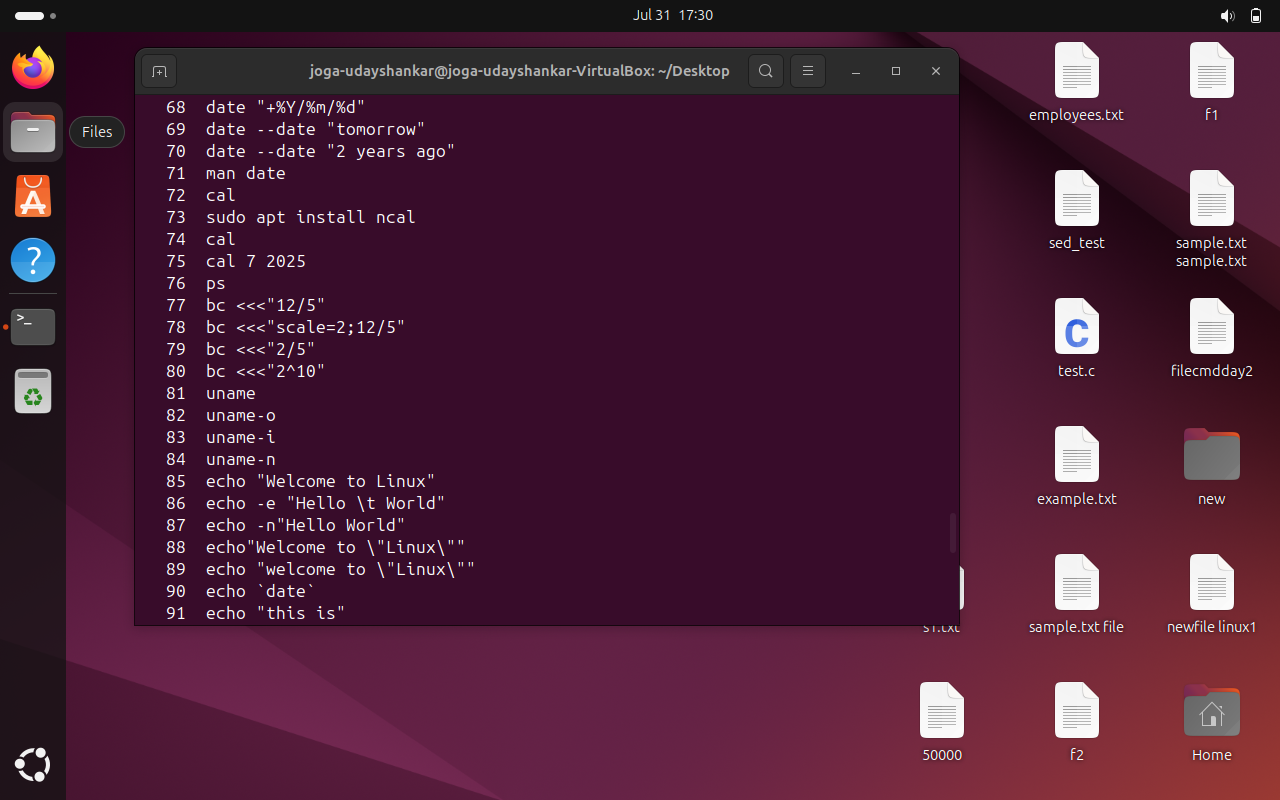 Jul 31 17:30
joga-udayshankar@joga-udayshankar-VirtualBox: ~/Desktop
Files
68 date "+%Y/%m/%d"
69 date --date "tomorrow"
70 date --date "2 years ago"
71 man date
72 cal
73 sudo apt install ncal
74 cal
75 cal 7 2025
76 ps
77 bc <<<"12/5"
78 bc <<<"scale=2;12/5"
79 bc <<<"2/5"
80 bc <<<"2^10"
81 uname
82 uname-o
83 uname-i
84 uname-n
85 echo "Welcome to Linux"
86 echo -e "Hello \t World"
87 echo -n"Hello World"
88 echo"Welcome to \"Linux\""
89 echo "welcome to \"Linux\""
90 echo `date`
91 echo "this is"
employees.txt
f1
sed_test
sample.txt
sample.txt
test.c
filecmdday2
example.txt
new
s1.txt
sample.txt file
newfile linux1
50000
f2
Home